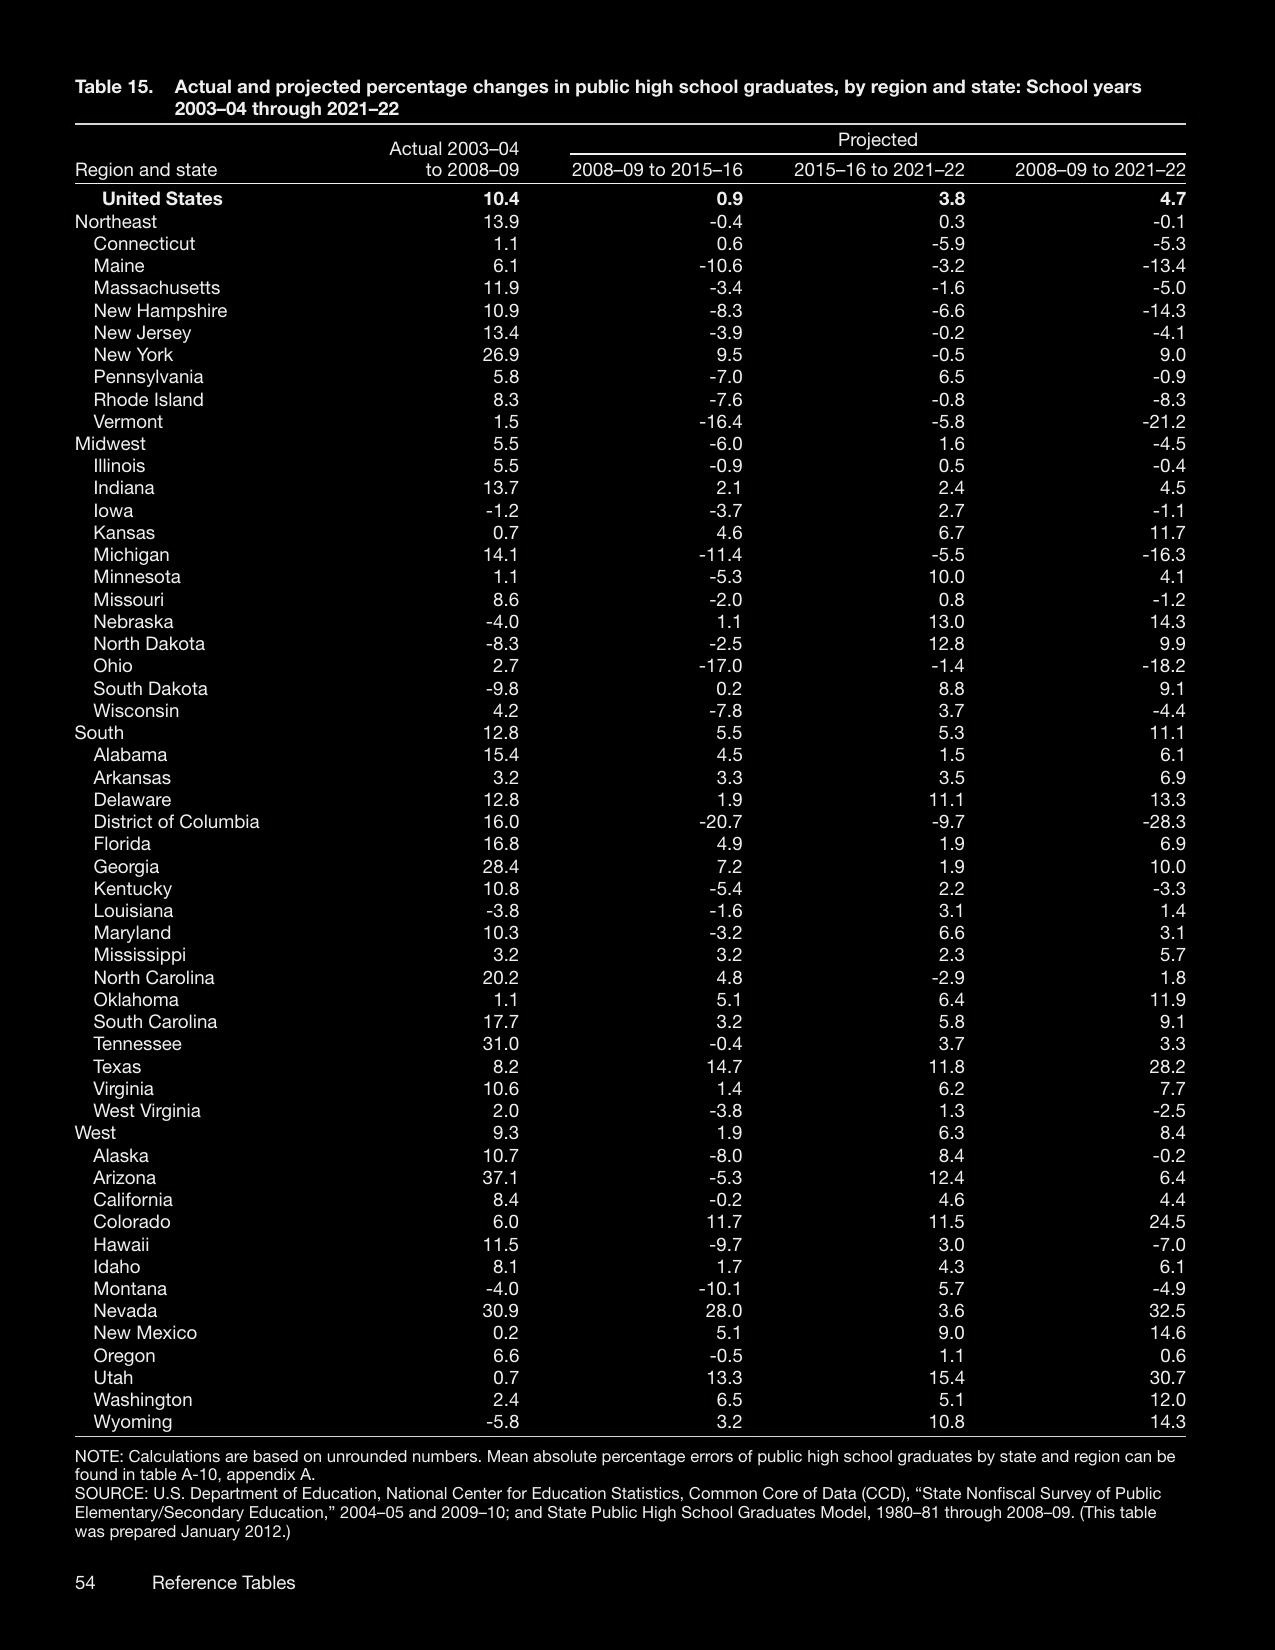 Table 15. Actual and projected percentage changes in public high school graduates, by region and state: School years
2003–04 through 2021–22
Projected
Actual 2003–04
Region and state to 2008–09 2008–09 to 2015–16 2015–16 to 2021–22 2008–09 to 2021–22
United States 10.4 0.9 3.8 4.7
Northeast 13.9 -0.4 0.3 -0.1
Connecticut 1.1 0.6 -5.9 -5.3
Maine 6.1 -10.6 -3.2 -13.4
Massachusetts 11.9 -3.4 -1.6 -5.0
New Hampshire 10.9 -8.3 -6.6 -14.3
New Jersey 13.4 -3.9 -0.2 -4.1
New York 26.9 9.5 -0.5 9.0
Pennsylvania 5.8 -7.0 6.5 -0.9
Rhode Island 8.3 -7.6 -0.8 -8.3
Vermont 1.5 -16.4 -5.8 -21.2
Midwest 5.5 -6.0 1.6 -4.5
Illinois 5.5 -0.9 0.5 -0.4
Indiana 13.7 2.1 2.4 4.5
Iowa -1.2 -3.7 2.7 -1.1
Kansas 0.7 4.6 6.7 11.7
Michigan 14.1 -11.4 -5.5 -16.3
Minnesota 1.1 -5.3 10.0 4.1
Missouri 8.6 -2.0 0.8 -1.2
Nebraska -4.0 1.1 13.0 14.3
North Dakota -8.3 -2.5 12.8 9.9
Ohio 2.7 -17.0 -1.4 -18.2
South Dakota -9.8 0.2 8.8 9.1
Wisconsin 4.2 -7.8 3.7 -4.4
South 12.8 5.5 5.3 11.1
Alabama 15.4 4.5 1.5 6.1
Arkansas 3.2 3.3 3.5 6.9
Delaware 12.8 1.9 11.1 13.3
District of Columbia 16.0 -20.7 -9.7 -28.3
Florida 16.8 4.9 1.9 6.9
Georgia 28.4 7.2 1.9 10.0
Kentucky 10.8 -5.4 2.2 -3.3
Louisiana -3.8 -1.6 3.1 1.4
Maryland 10.3 -3.2 6.6 3.1
Mississippi 3.2 3.2 2.3 5.7
North Carolina 20.2 4.8 -2.9 1.8
Oklahoma 1.1 5.1 6.4 11.9
South Carolina 17.7 3.2 5.8 9.1
Tennessee 31.0 -0.4 3.7 3.3
Texas 8.2 14.7 11.8 28.2
Virginia 10.6 1.4 6.2 7.7
West Virginia 2.0 -3.8 1.3 -2.5
West 9.3 1.9 6.3 8.4
Alaska 10.7 -8.0 8.4 -0.2
Arizona 37.1 -5.3 12.4 6.4
California 8.4 -0.2 4.6 4.4
Colorado 6.0 11.7 11.5 24.5
Hawaii 11.5 -9.7 3.0 -7.0
Idaho 8.1 1.7 4.3 6.1
Montana -4.0 -10.1 5.7 -4.9
Nevada 30.9 28.0 3.6 32.5
New Mexico 0.2 5.1 9.0 14.6
Oregon 6.6 -0.5 1.1 0.6
Utah 0.7 13.3 15.4 30.7
Washington 2.4 6.5 5.1 12.0
Wyoming -5.8 3.2 10.8 14.3
NOTE: Calculations are based on unrounded numbers. Mean absolute percentage errors of public high school graduates by state and region can be
found in table A-10, appendix A.
SOURCE: U.S. Department of Education, National Center for Education Statistics, Common Core of Data (CCD), “State Nonfiscal Survey of Public
Elementary/Secondary Education,” 2004–05 and 2009–10; and State Public High School Graduates Model, 1980–81 through 2008–09. (This table
was prepared January 2012.)
54 Reference Tables